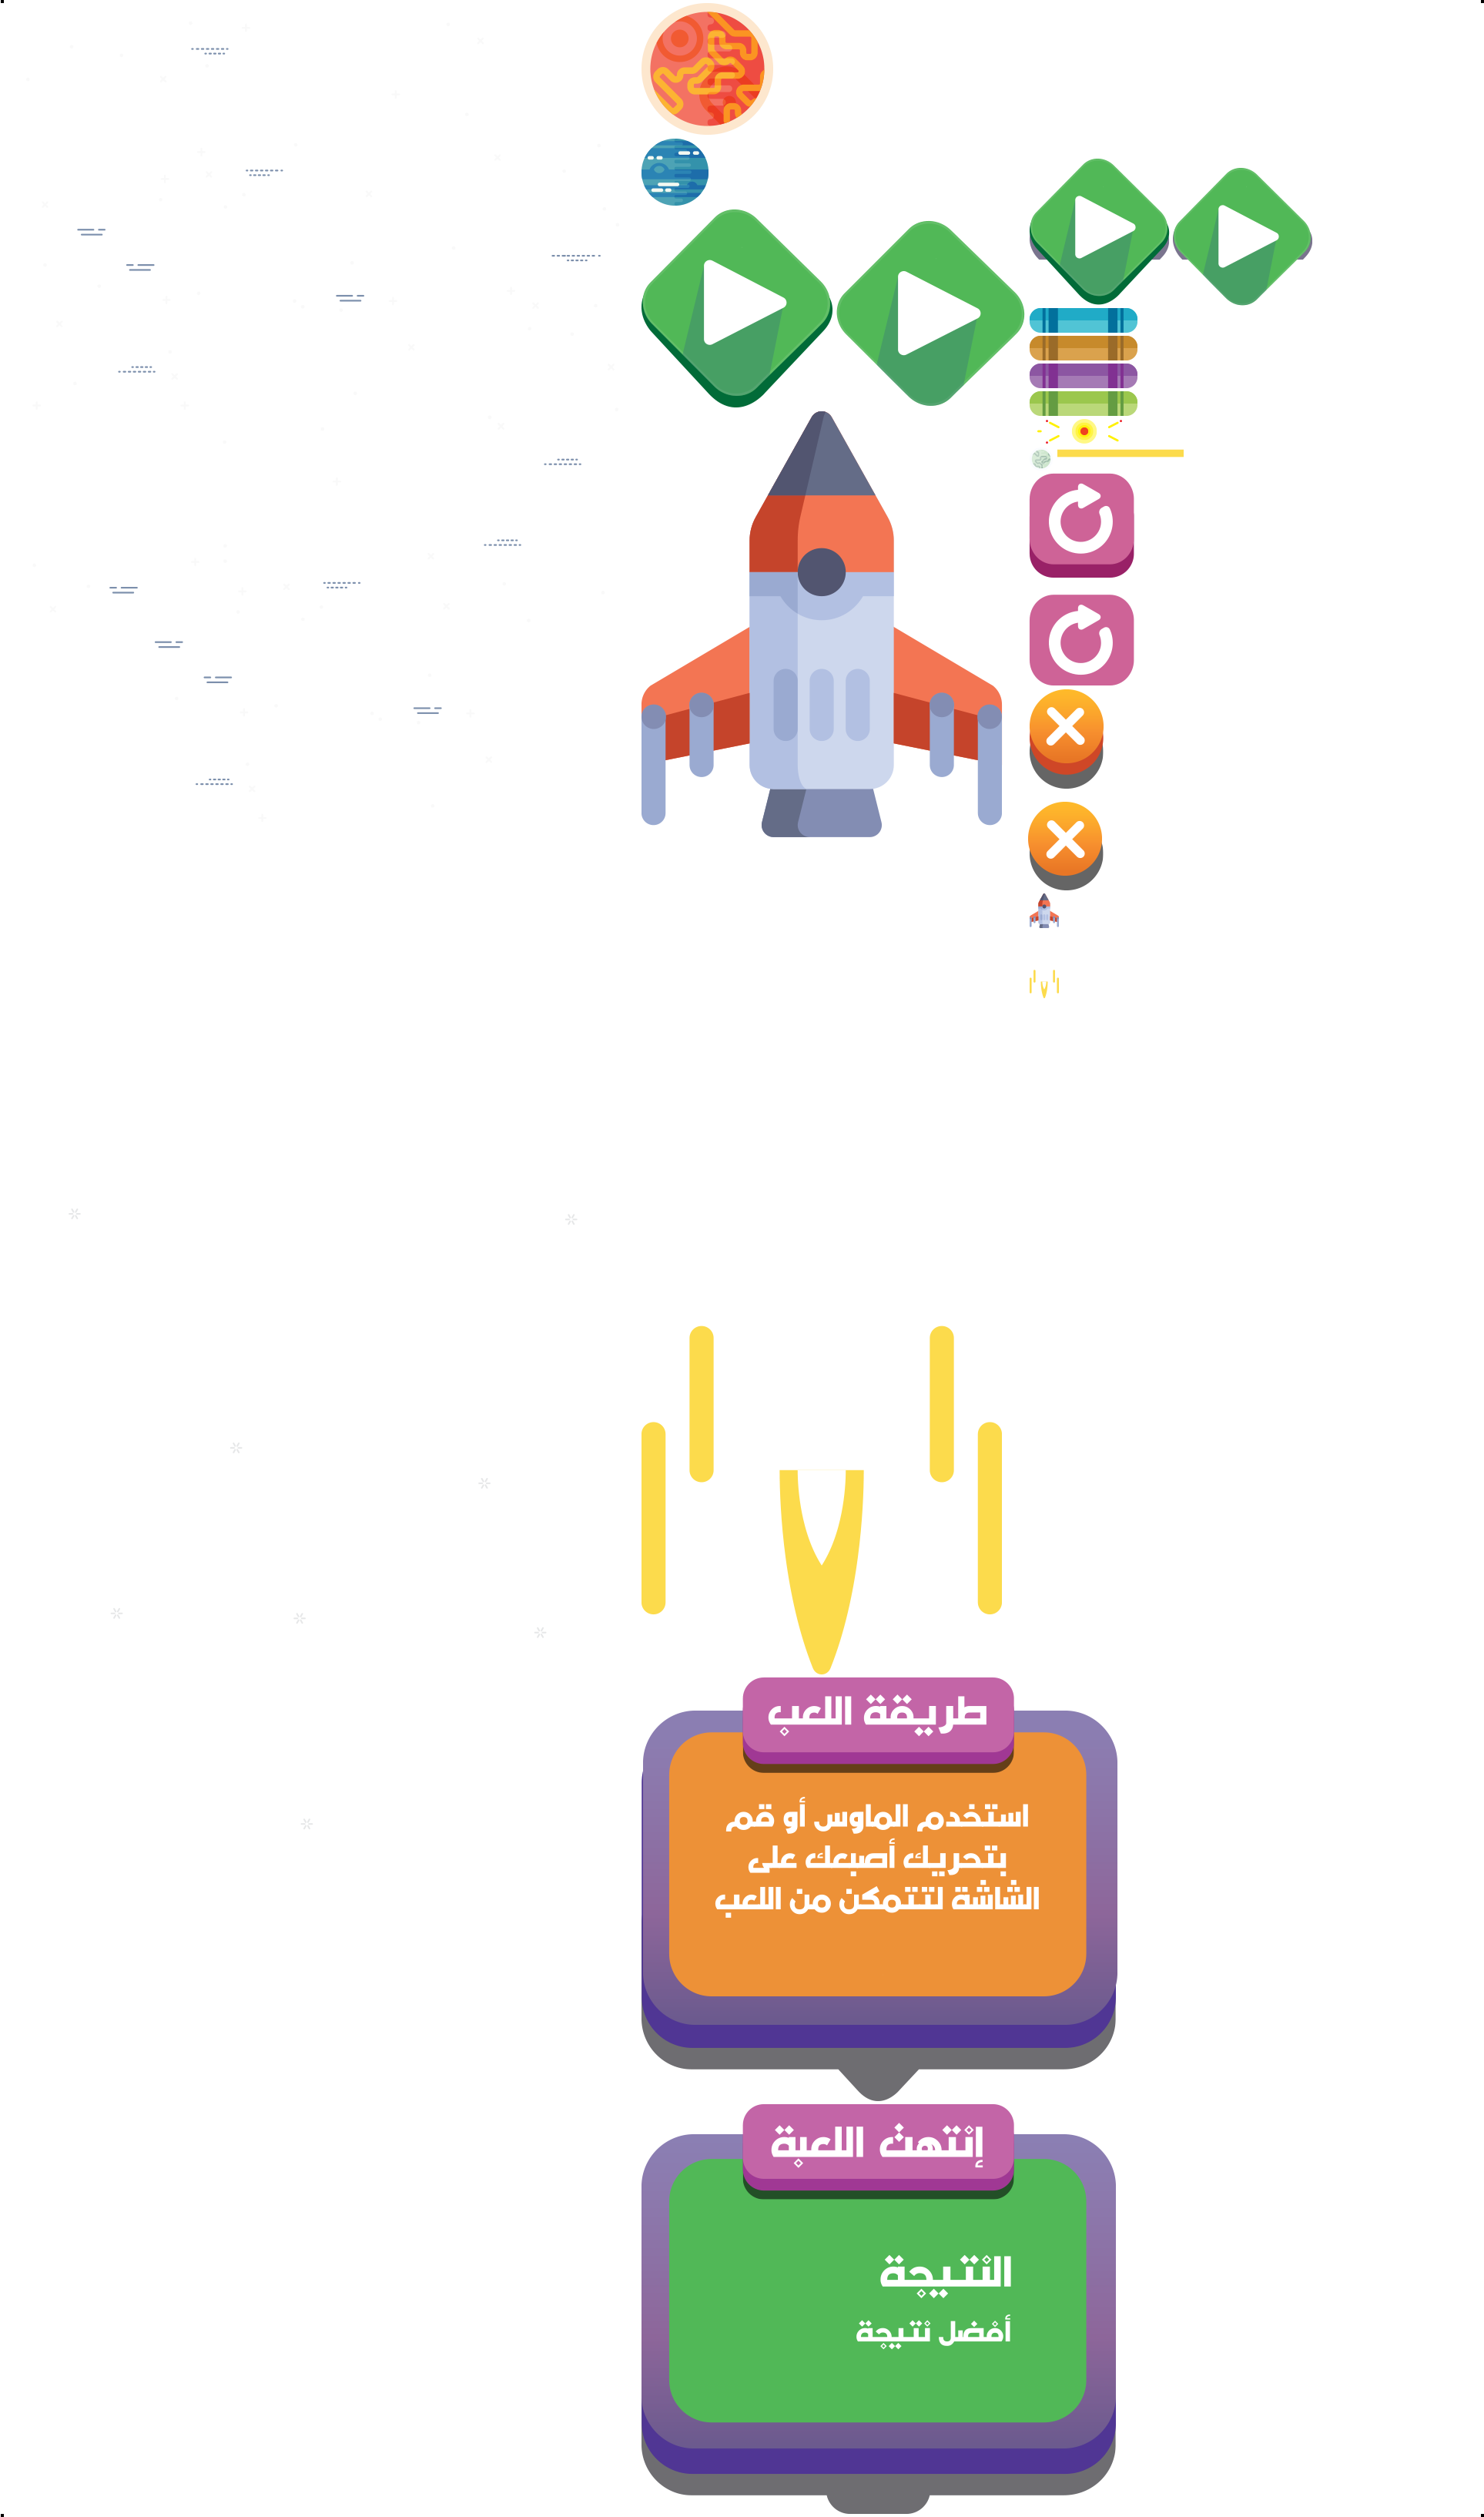 طريقة اللعب
استخدم الماوس أو قم
بتحريك أصبعك على
الشاشة لتتمكن من اللعب
إنتهت اللعبة
النتيجة
أفضل نتيجة